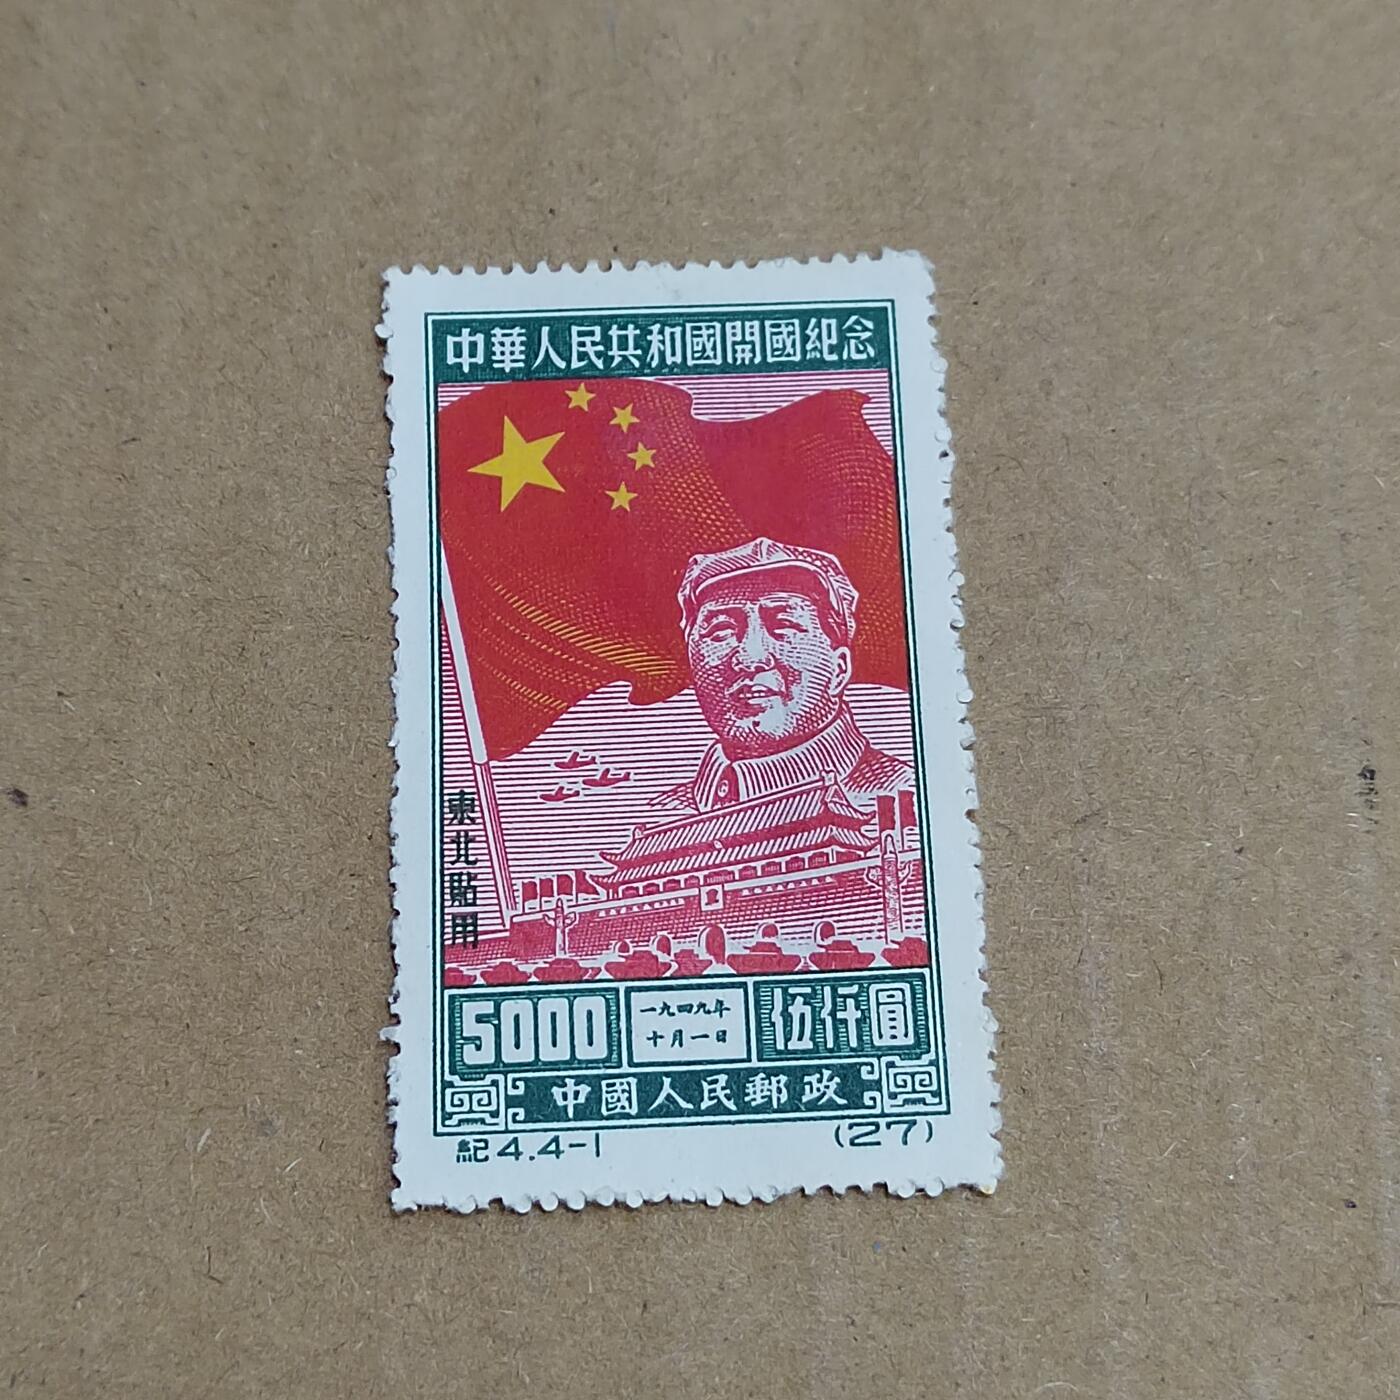 中華人民共和國開國紀念
東北貼用
5000
一九四九年
十月一日
伍仟圓
中國人民郵政
紀4.4-1
(27)